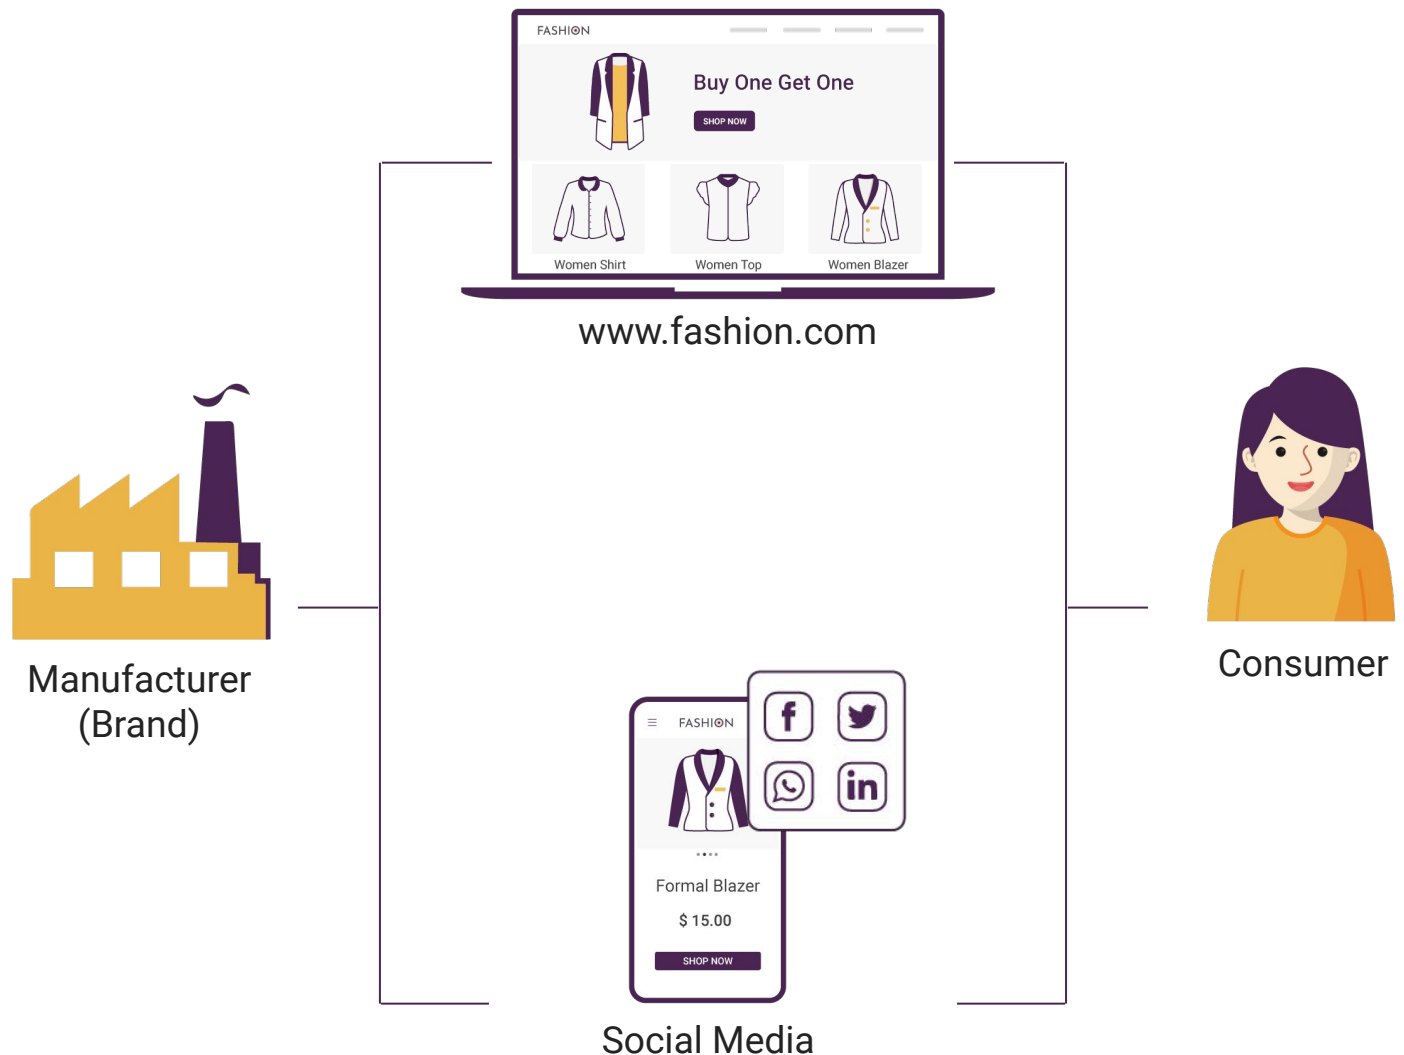 FASHION
Buy One Get One
SHOP NOW
Women Shirt
Women Top
Women Blazer
www.fashion.com
Manufacturer
(Brand)
Consumer
FASHION
f
in
Formal Blazer
$ 15.00
SHOP NOW
Social Media